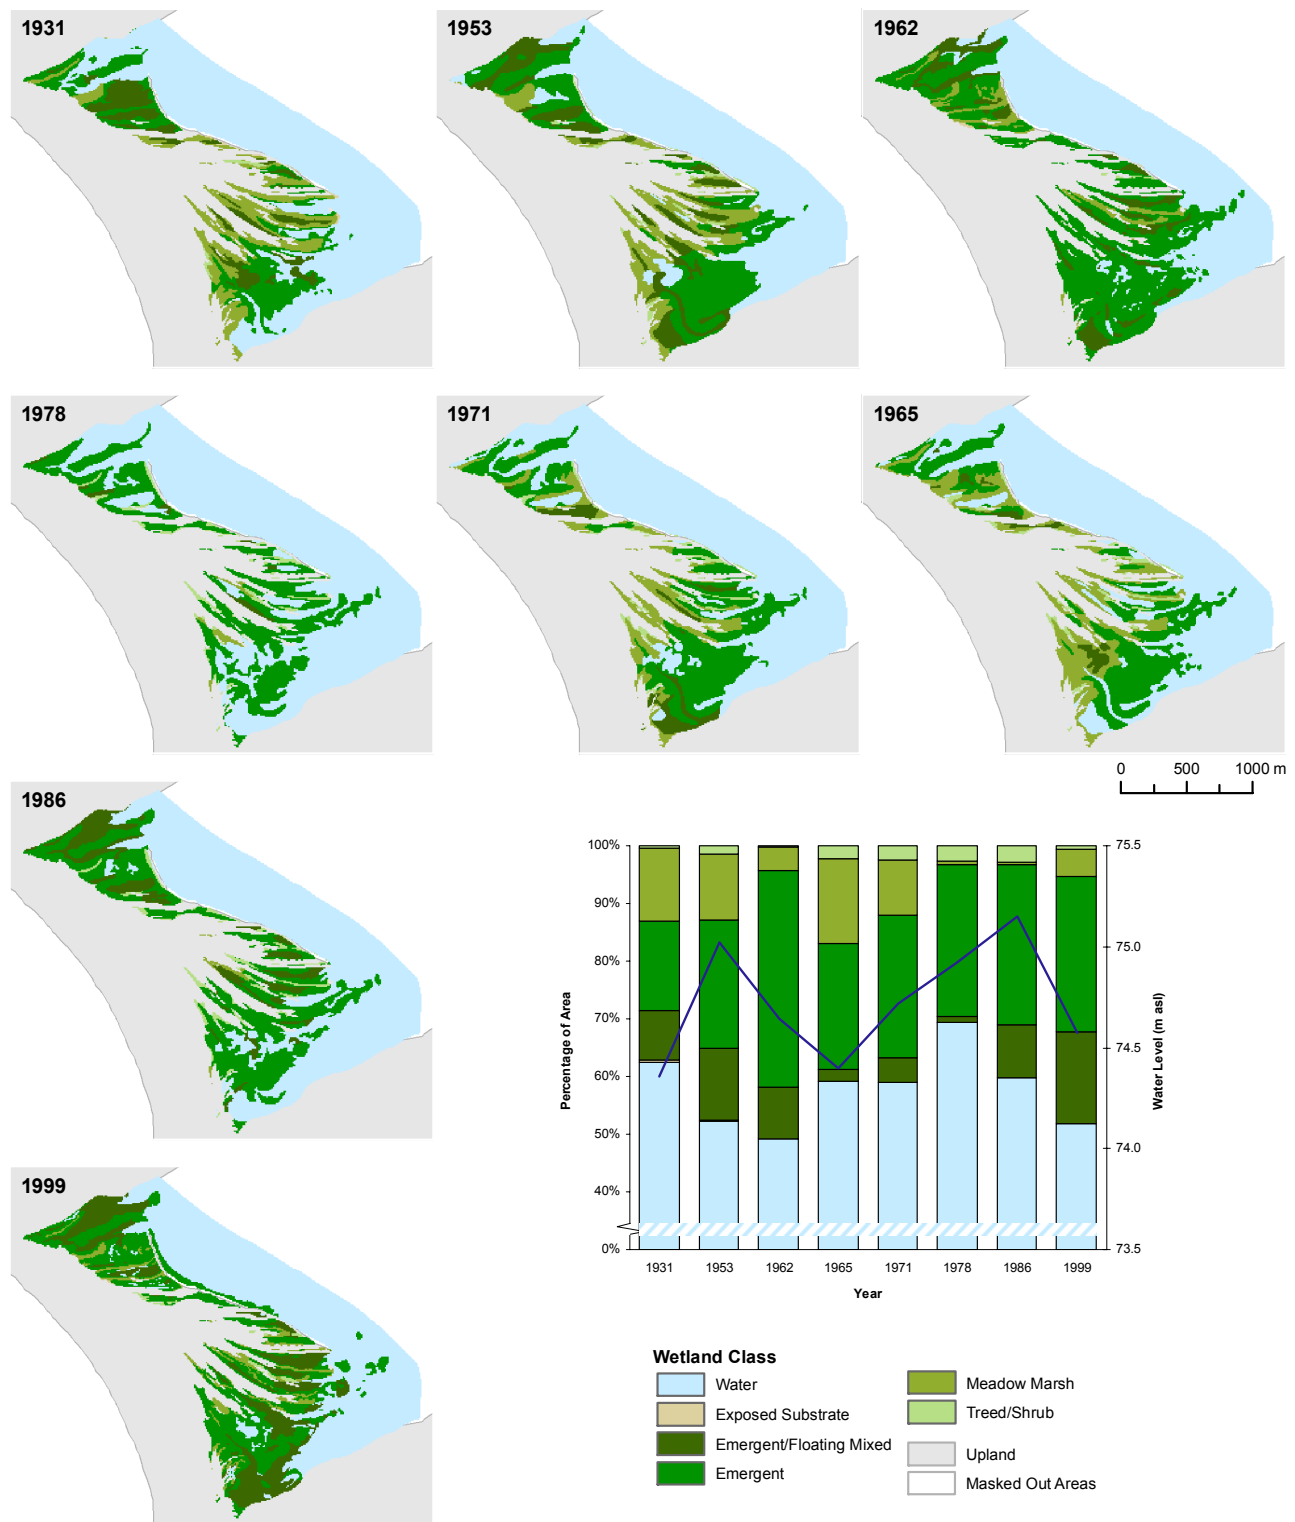 1931
1953
1962
1978
1971
1965
0 500 1000 m
1986
100%
90%
80%
70%
60%
50%
40%
0%
Percentage of Area
75.5
75.0
74.5
74.0
73.5
Water Level (m asl)
1931 1953 1962 1965 1971 1978 1986 1999
Year
1999
Wetland Class
Water
Exposed Substrate
Emergent/Floating Mixed
Emergent
Meadow Marsh
Treed/Shrub
Upland
Masked Out Areas